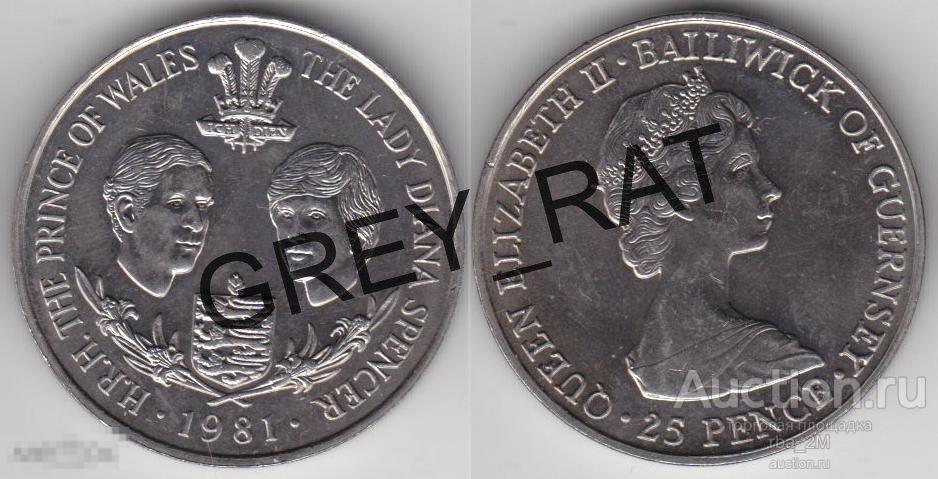 H.R.H. THE PRINCE OF WALES THE LADY DIANA SPENCER
ICH DIEN
· 1981 ·
QUEEN ELIZABETH II · BAILIWICK OF GUERNSEY ·
· 25 PENCE ·
GREY_RAT
Auction.ru
торговая площадка
rba_2M
auction.ru